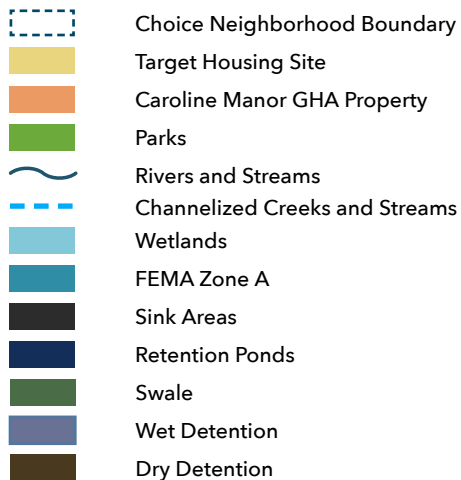 Choice Neighborhood Boundary
Target Housing Site
Caroline Manor GHA Property
Parks
Rivers and Streams
Channelized Creeks and Streams
Wetlands
FEMA Zone A
Sink Areas
Retention Ponds
Swale
Wet Detention
Dry Detention